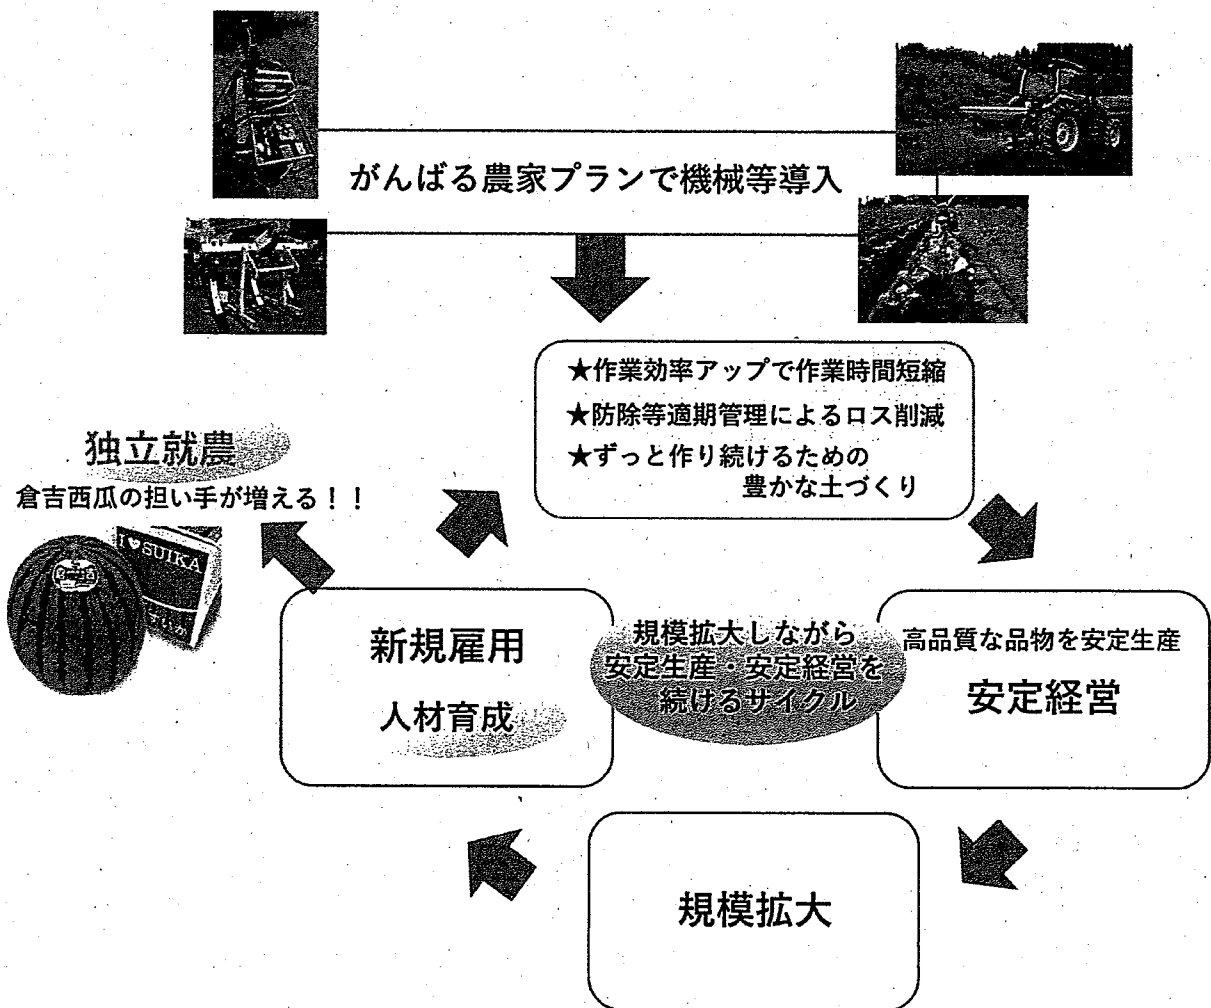 がんばる農家プランで機械等導入
★作業効率アップで作業時間短縮
★防除等適期管理によるロス削減
★ずっと作り続けるための
豊かな土づくり
独立就農
倉吉西瓜の担い手が増える！！
I♥SUIKA
新規雇用
人材育成
規模拡大しながら
安定生産・安定経営を
続けるサイクル
高品質な品物を安定生産
安定経営
規模拡大